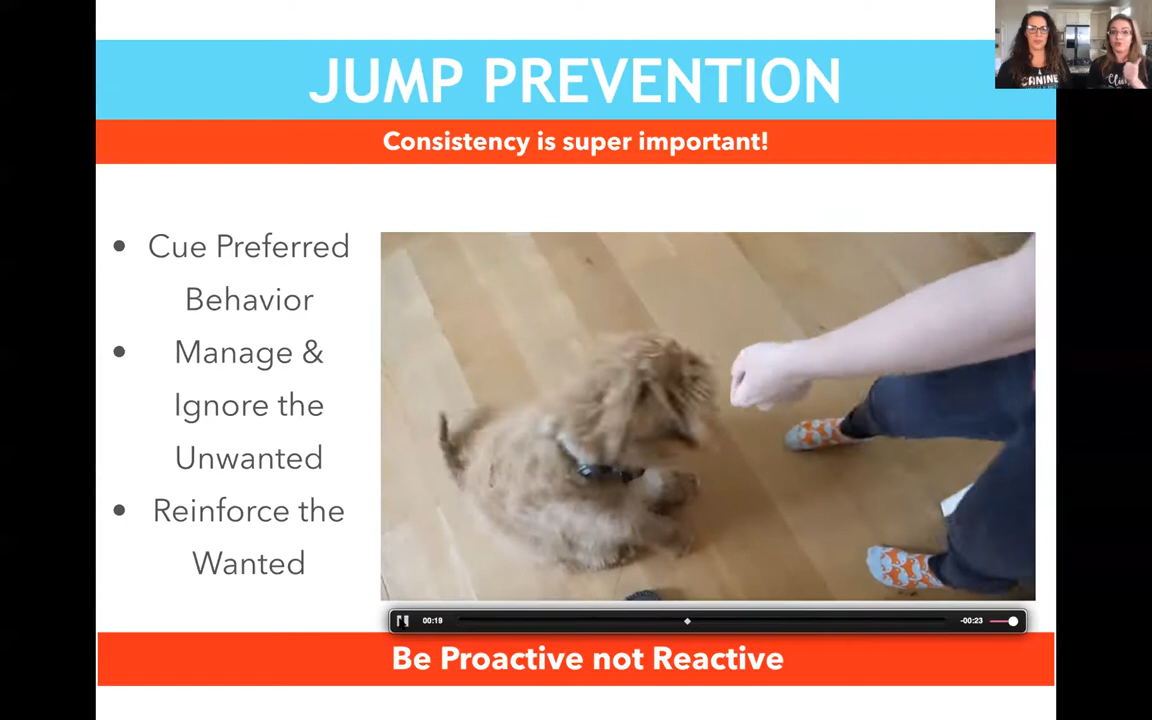 JUMP PREVENTION
CANINE
Consistency is super important!
• Cue Preferred
Behavior
• Manage &
Ignore the
Unwanted
• Reinforce the
Wanted
00:19
-00:23
Be Proactive not Reactive